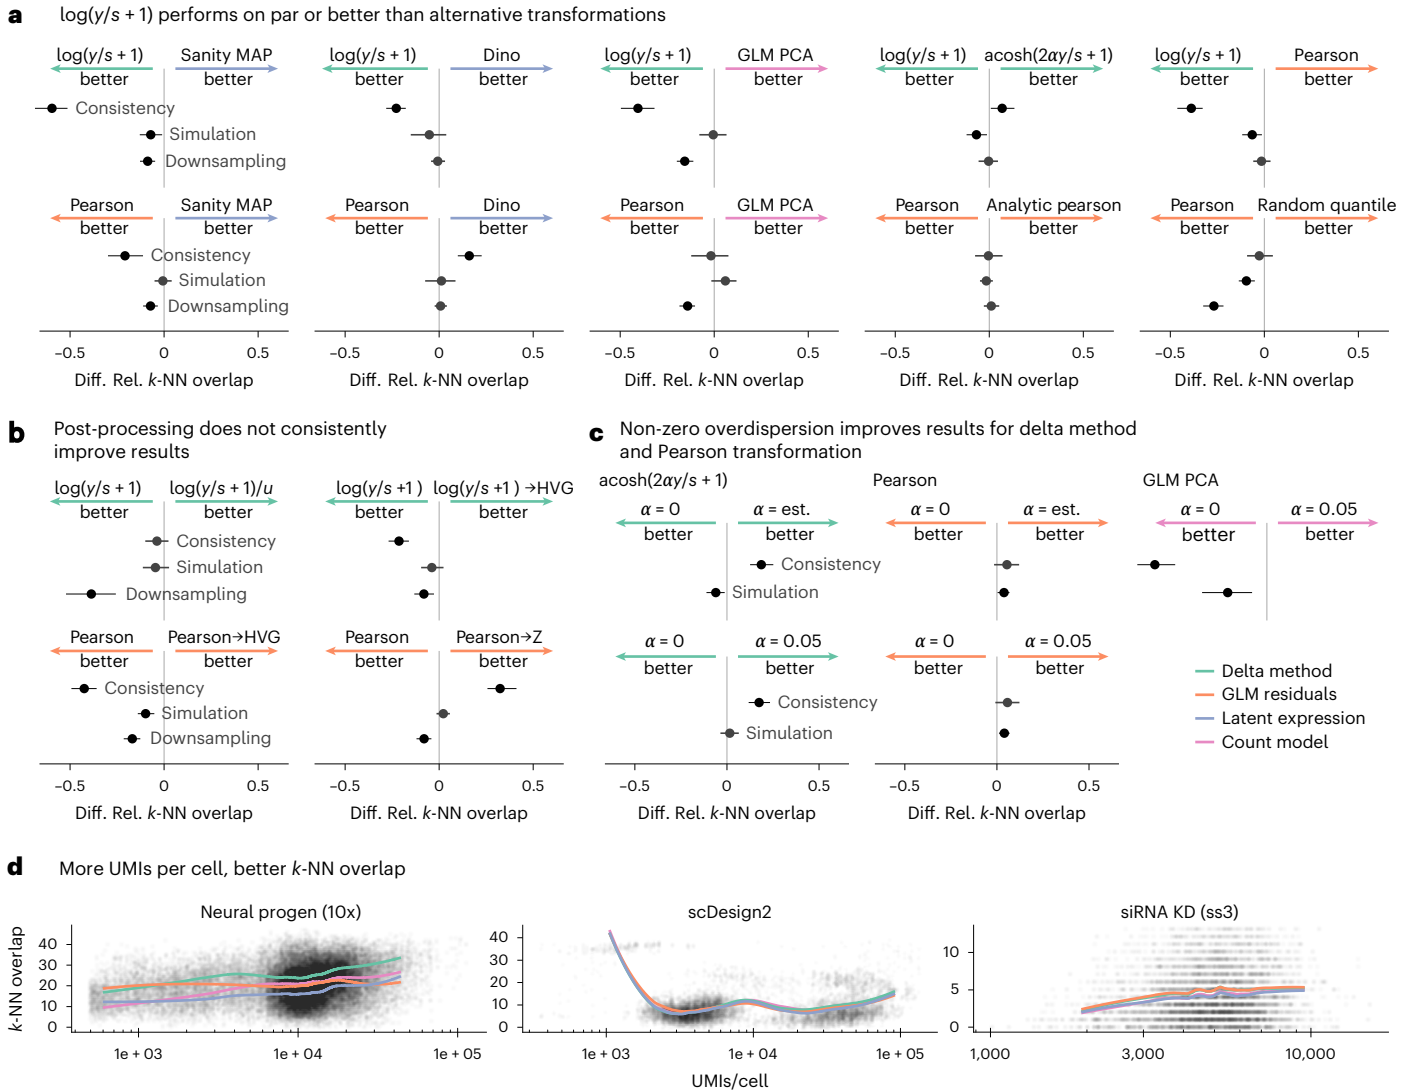 a log(y/s + 1) performs on par or better than alternative transformations
log(y/s + 1) Sanity MAP log(y/s + 1) Dino log(y/s + 1) GLM PCA log(y/s + 1) acosh(2αy/s + 1) log(y/s + 1) Pearson
better better better better better better better better better better
Consistency
Simulation
Downsampling
Pearson Sanity MAP Pearson Dino Pearson GLM PCA Pearson Analytic pearson Pearson Random quantile
better better better better better better better better better better
Consistency
Simulation
Downsampling
−0.5 0 0.5 −0.5 0 0.5 −0.5 0 0.5 −0.5 0 0.5 −0.5 0 0.5
Diff. Rel. k-NN overlap Diff. Rel. k-NN overlap Diff. Rel. k-NN overlap Diff. Rel. k-NN overlap Diff. Rel. k-NN overlap
b Post-processing does not consistently
improve results
log(y/s + 1) log(y/s + 1)/u log(y/s +1 ) log(y/s +1 ) →HVG
better better better better
Consistency
Simulation
Downsampling
Pearson Pearson→HVG Pearson Pearson→Z
better better better better
Consistency
Simulation
Downsampling
−0.5 0 0.5 −0.5 0 0.5
Diff. Rel. k-NN overlap Diff. Rel. k-NN overlap
c Non-zero overdispersion improves results for delta method
and Pearson transformation
acosh(2αy/s + 1) Pearson GLM PCA
α = 0 α = est. α = 0 α = est. α = 0 α = 0.05
better better better better better better
Consistency
Simulation
α = 0 α = 0.05 α = 0 α = 0.05
better better better better
Consistency
Simulation
−0.5 0 0.5 −0.5 0 0.5
Diff. Rel. k-NN overlap Diff. Rel. k-NN overlap
Delta method
GLM residuals
Latent expression
Count model
d More UMIs per cell, better k-NN overlap
Neural progen (10x) scDesign2 siRNA KD (ss3)
k-NN overlap
40
30
20
10
0
40
30
20
10
0
10
5
0
1e + 03 1e + 04 1e + 05 1e + 03 1e + 04 1e + 05 1,000 3,000 10,000
UMIs/cell